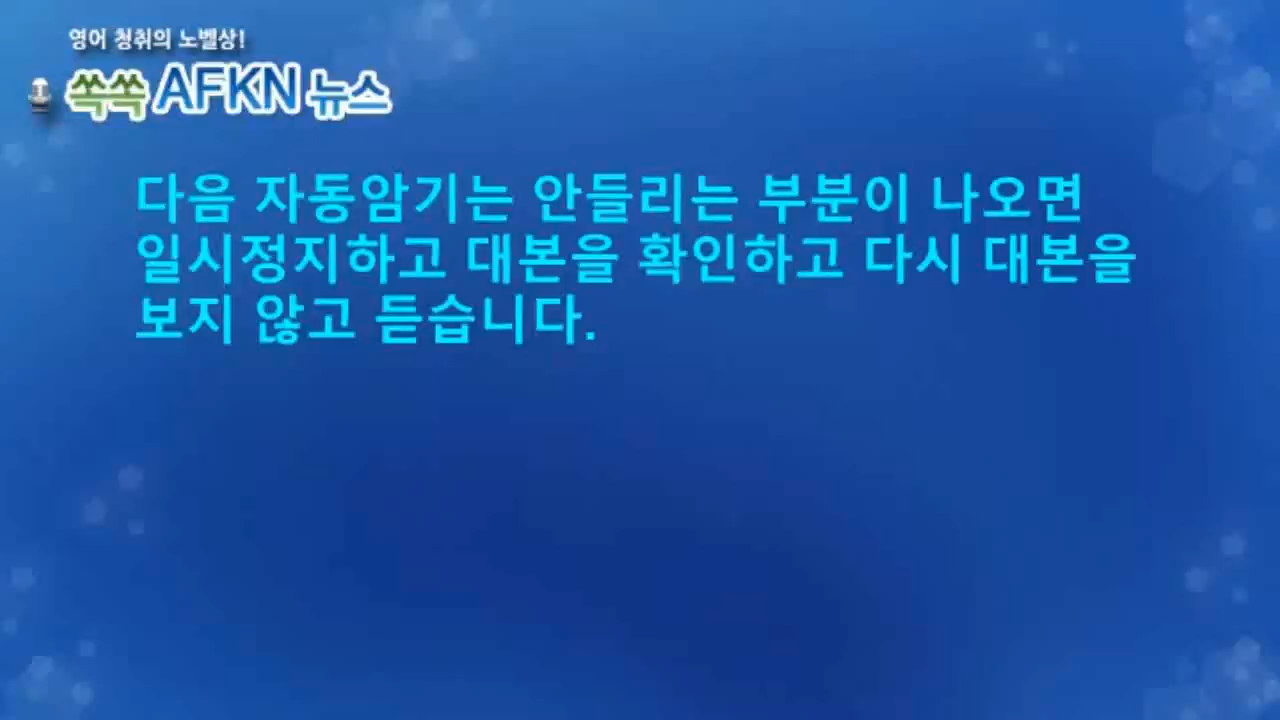 영어 청취의 노벨상!
쏙쏙 AFKN 뉴스
다음 자동암기는 안들리는 부분이 나오면
일시정지하고 대본을 확인하고 다시 대본을
보지 않고 듣습니다.